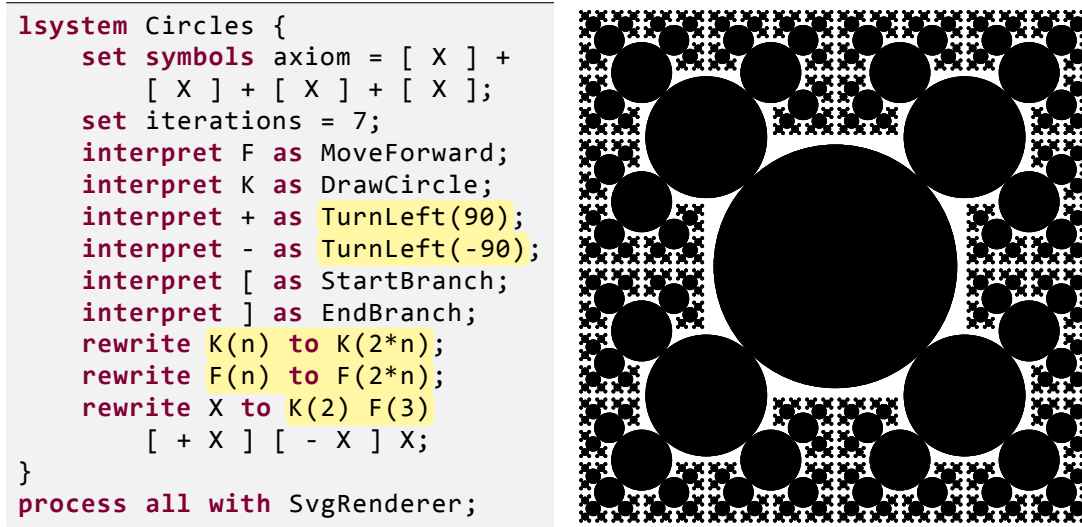 lsystem Circles {
    set symbols axiom = [ X ] +
        [ X ] + [ X ] + [ X ];
    set iterations = 7;
    interpret F as MoveForward;
    interpret K as DrawCircle;
    interpret + as TurnLeft(90);
    interpret - as TurnLeft(-90);
    interpret [ as StartBranch;
    interpret ] as EndBranch;
    rewrite K(n) to K(2*n);
    rewrite F(n) to F(2*n);
    rewrite X to K(2) F(3)
        [ + X ] [ - X ] X;
}
process all with SvgRenderer;